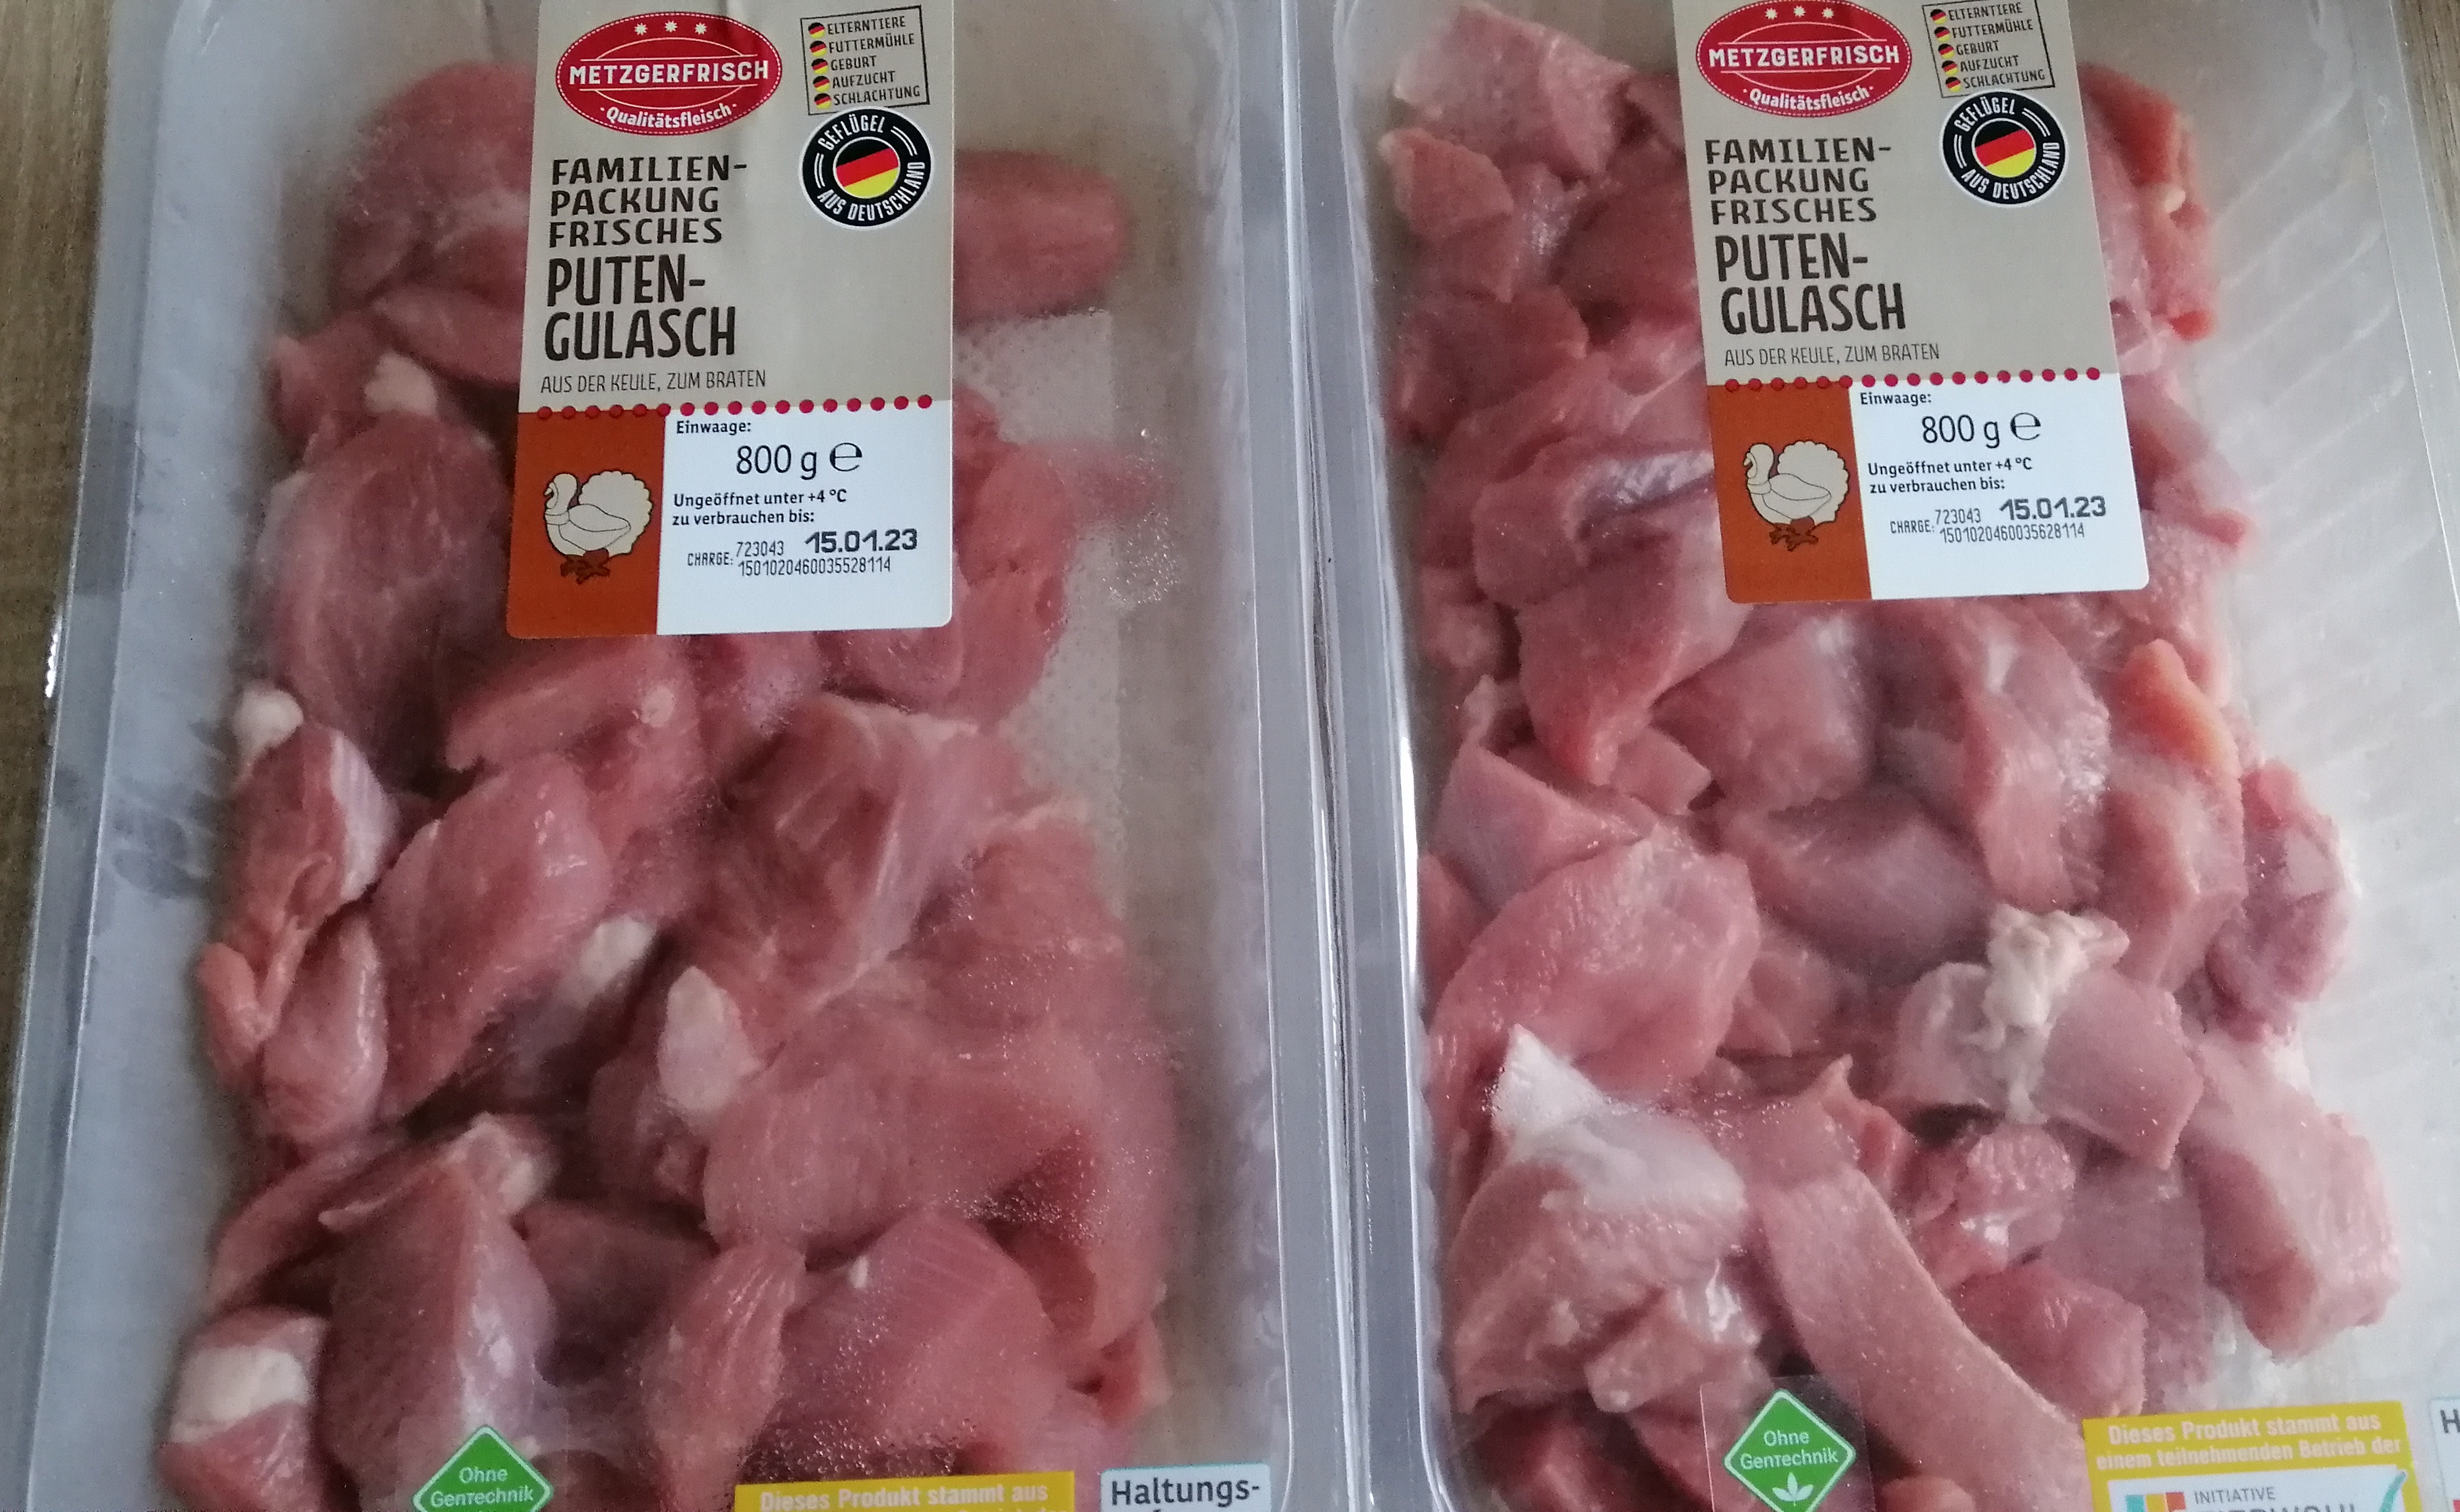 METZGERFRISCH
Qualitätsfleisch
ELTERNTIERE
FUTTERMÜHLE
GEBURT
AUFZUCHT
SCHLACHTUNG
GEFLÜGEL
AUS DEUTSCHLAND
FAMILIEN-
PACKUNG
FRISCHES
PUTEN-
GULASCH
AUS DER KEULE, ZUM BRATEN
Einwaage:
800 g ℮
Ungeöffnet unter +4 °C
zu verbrauchen bis:
CHARGE: 723043 15.01.23
1501020460035528114
Ohne
GenTechnik
Dieses Produkt stammt aus
Haltungs-
METZGERFRISCH
Qualitätsfleisch
ELTERNTIERE
FUTTERMÜHLE
GEBURT
AUFZUCHT
SCHLACHTUNG
GEFLÜGEL
AUS DEUTSCHLAND
FAMILIEN-
PACKUNG
FRISCHES
PUTEN-
GULASCH
AUS DER KEULE, ZUM BRATEN
Einwaage:
800 g ℮
Ungeöffnet unter +4 °C
zu verbrauchen bis:
CHARGE: 723043 15.01.23
1501020460035628114
Ohne
GenTechnik
Dieses Produkt stammt aus
einem teilnehmenden Betrieb der
INITIATIVE